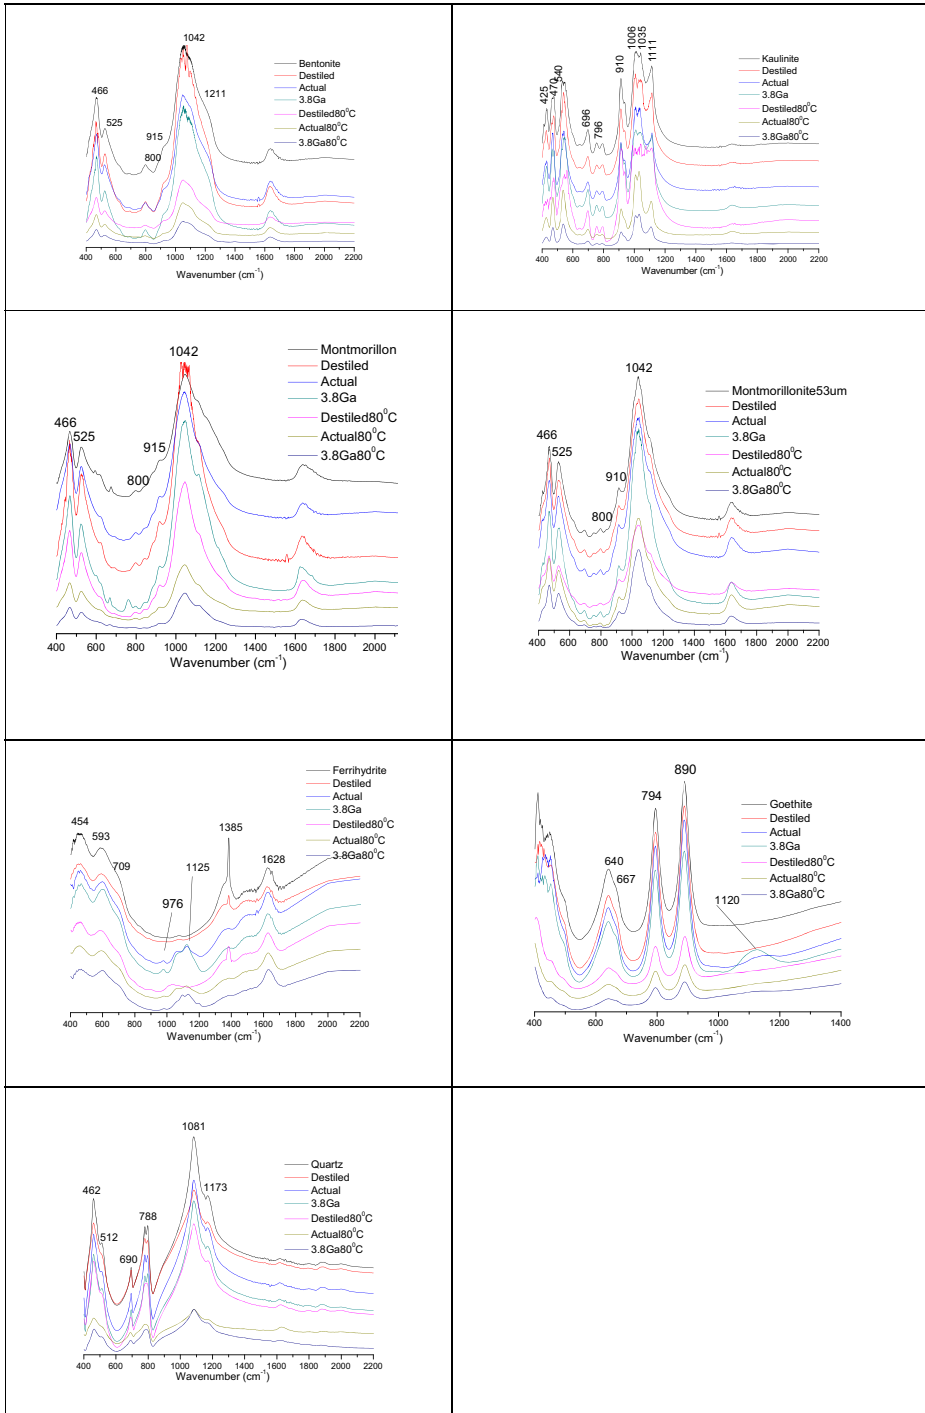 1042
1211
466
525
915
800
Bentonite
Destiled
Actual
3.8Ga
Destiled80⁰C
Actual80⁰C
3.8Ga80⁰C
400 600 800 1000 1200 1400 1600 1800 2000 2200
Wavenumber (cm⁻¹)
425
470
540
696
796
910
1006
1035
1111
Kaulinite
Destiled
Actual
3.8Ga
Destiled80⁰C
Actual80⁰C
3.8Ga80⁰C
400 600 800 1000 1200 1400 1600 1800 2000 2200
Wavenumber (cm⁻¹)
1042
466
525
915
800
Montmorillon
Destiled
Actual
3.8Ga
Destiled80⁰C
Actual80⁰C
3.8Ga80⁰C
400 600 800 1000 1200 1400 1600 1800 2000
Wavenumber (cm⁻¹)
1042
466
525
910
800
Montmorillonite53um
Destiled
Actual
3.8Ga
Destiled80⁰C
Actual80⁰C
3.8Ga80⁰C
400 600 800 1000 1200 1400 1600 1800 2000 2200
Wavenumber (cm⁻¹)
454
593
709
976
1125
1385
1628
Ferrihydrite
Destiled
Actual
3.8Ga
Destiled80⁰C
Actual80⁰C
3.8Ga80⁰C
400 600 800 1000 1200 1400 1600 1800 2000 2200
Wavenumber (cm⁻¹)
890
794
640
667
1120
Goethite
Destiled
Actual
3.8Ga
Destiled80⁰C
Actual80⁰C
3.8Ga80⁰C
400 600 800 1000 1200 1400
Wavenumber (cm⁻¹)
1081
1173
462
512
690
788
Quartz
Destiled
Actual
3.8Ga
Destiled80⁰C
Actual80⁰C
3.8Ga80⁰C
400 600 800 1000 1200 1400 1600 1800 2000 2200
Wavenumber (cm⁻¹)